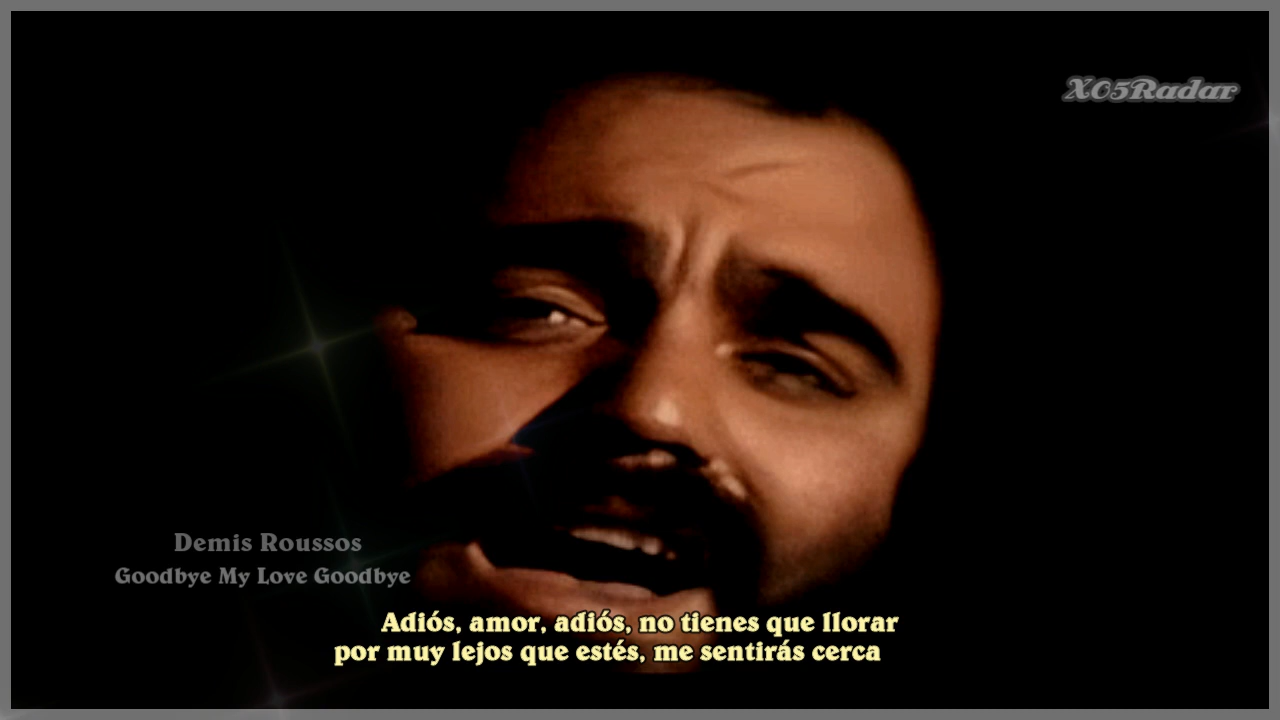 X05Radar
Demis Roussos
Goodbye My Love Goodbye
Adiós, amor, adiós, no tienes que llorar
por muy lejos que estés, me sentirás cerca